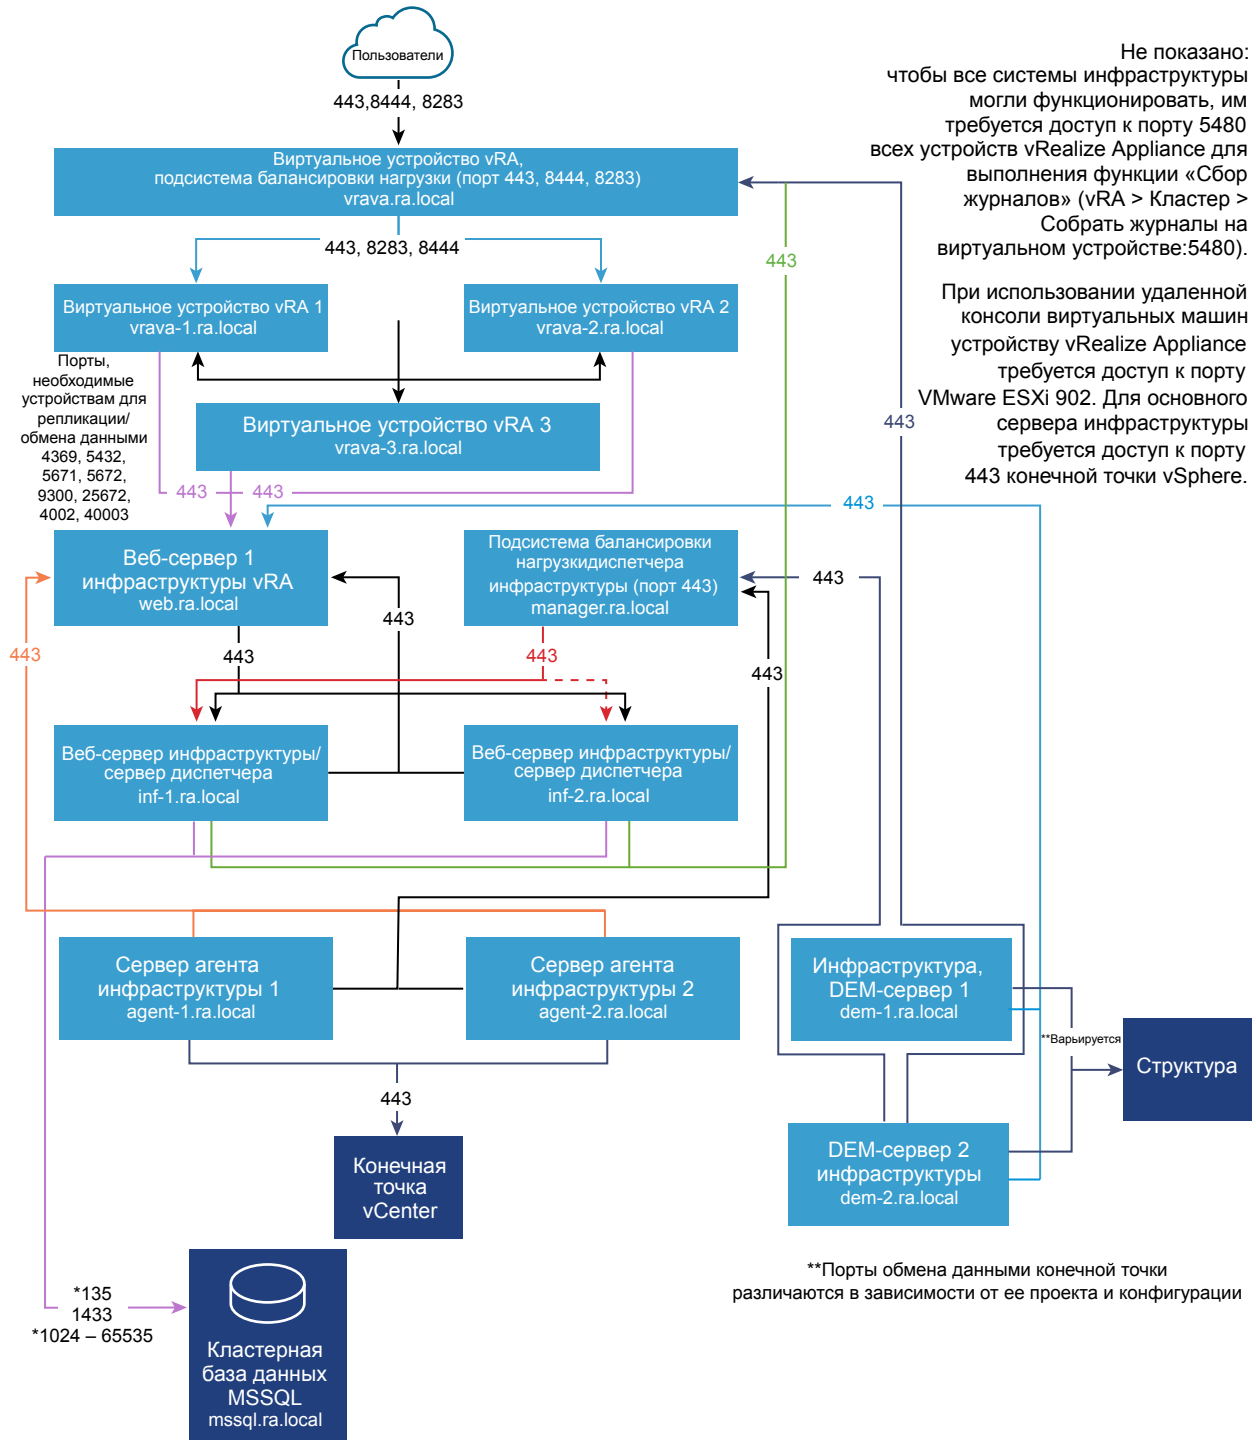 Пользователи
443,8444, 8283
Не показано:
чтобы все системы инфраструктуры
могли функционировать, им
требуется доступ к порту 5480
всех устройств vRealize Appliance для
выполнения функции «Сбор
журналов» (vRA > Кластер >
Собрать журналы на
виртуальном устройстве:5480).
При использовании удаленной
консоли виртуальных машин
устройству vRealize Appliance
требуется доступ к порту
VMware ESXi 902. Для основного
сервера инфраструктуры
требуется доступ к порту
443 конечной точки vSphere.
Виртуальное устройство vRA,
подсистема балансировки нагрузки (порт 443, 8444, 8283)
vrava.ra.local
443, 8283, 8444
443
Виртуальное устройство vRA 1
vrava-1.ra.local
Виртуальное устройство vRA 2
vrava-2.ra.local
Порты,
необходимые
устройствам для
репликации/
обмена данными
4369, 5432,
5671, 5672,
9300, 25672,
4002, 40003
Виртуальное устройство vRA 3
vrava-3.ra.local
443
443
443
443
Веб-сервер 1
инфраструктуры vRA
web.ra.local
Подсистема балансировки
нагрузкидиспетчера
инфраструктуры (порт 443)
manager.ra.local
443
443
443
443
443
443
Веб-сервер инфраструктуры/
сервер диспетчера
inf-1.ra.local
Веб-сервер инфраструктуры/
сервер диспетчера
inf-2.ra.local
Сервер агента
инфраструктуры 1
agent-1.ra.local
Сервер агента
инфраструктуры 2
agent-2.ra.local
Инфраструктура,
DEM-сервер 1
dem-1.ra.local
**Варьируется
Структура
443
Конечная
точка
vCenter
DEM-сервер 2
инфраструктуры
dem-2.ra.local
*135
1433
*1024 – 65535
Кластерная
база данных
MSSQL
mssql.ra.local
**Порты обмена данными конечной точки
различаются в зависимости от ее проекта и конфигурации